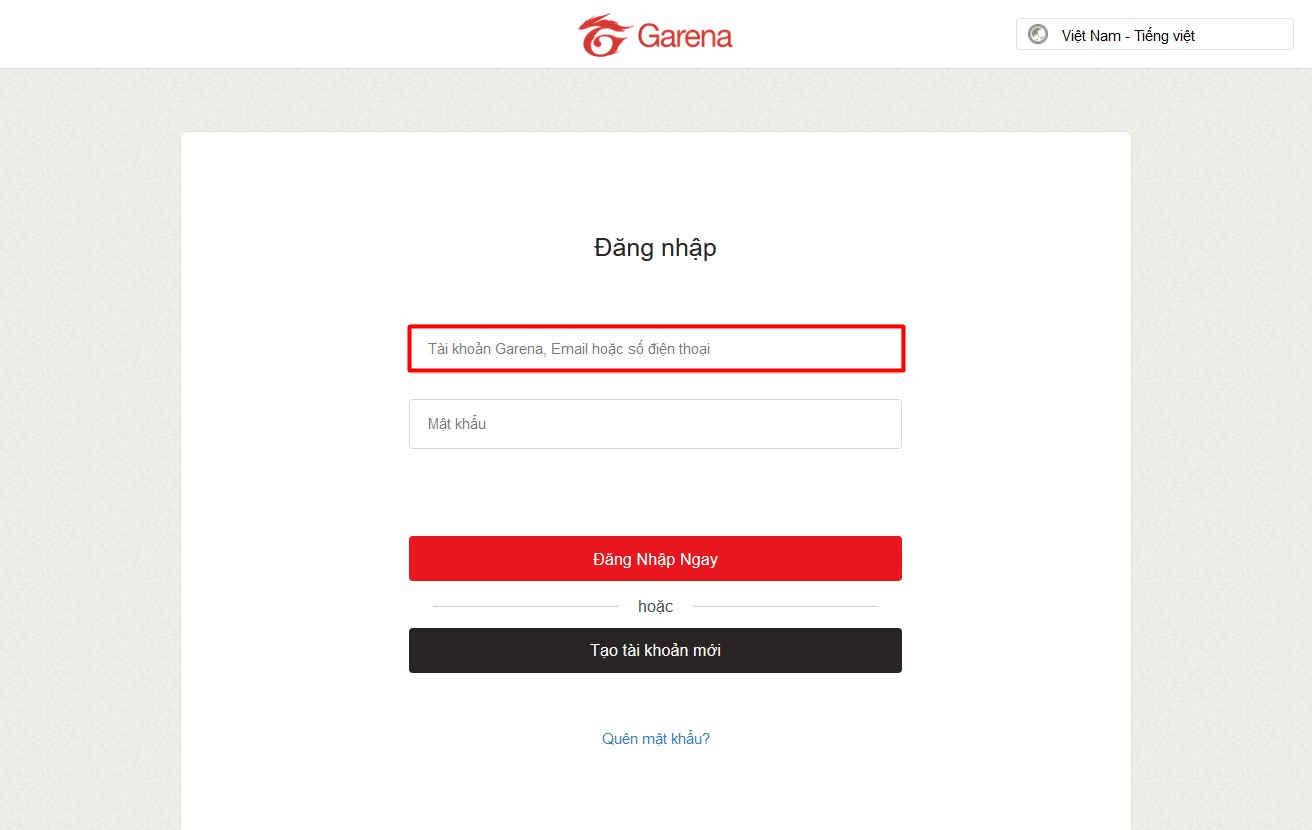 Garena
Việt Nam - Tiếng việt
Đăng nhập
Tài khoản Garena, Email hoặc số điện thoại
Mật khẩu
Đăng Nhập Ngay
hoặc
Tạo tài khoản mới
Quên mật khẩu?